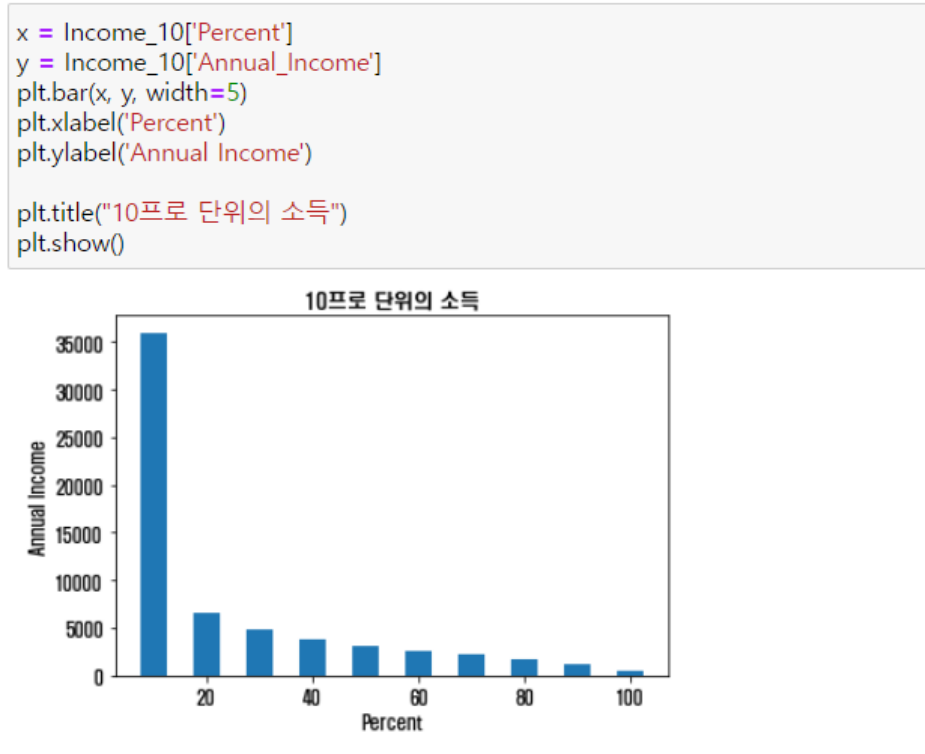 x = Income_10['Percent']
y = Income_10['Annual_Income']
plt.bar(x, y, width=5)
plt.xlabel('Percent')
plt.ylabel('Annual Income')
plt.title("10프로 단위의 소득")
plt.show()
10프로 단위의 소득
35000
30000
25000
20000
15000
10000
5000
0
Annual Income
20 40 60 80 100
Percent